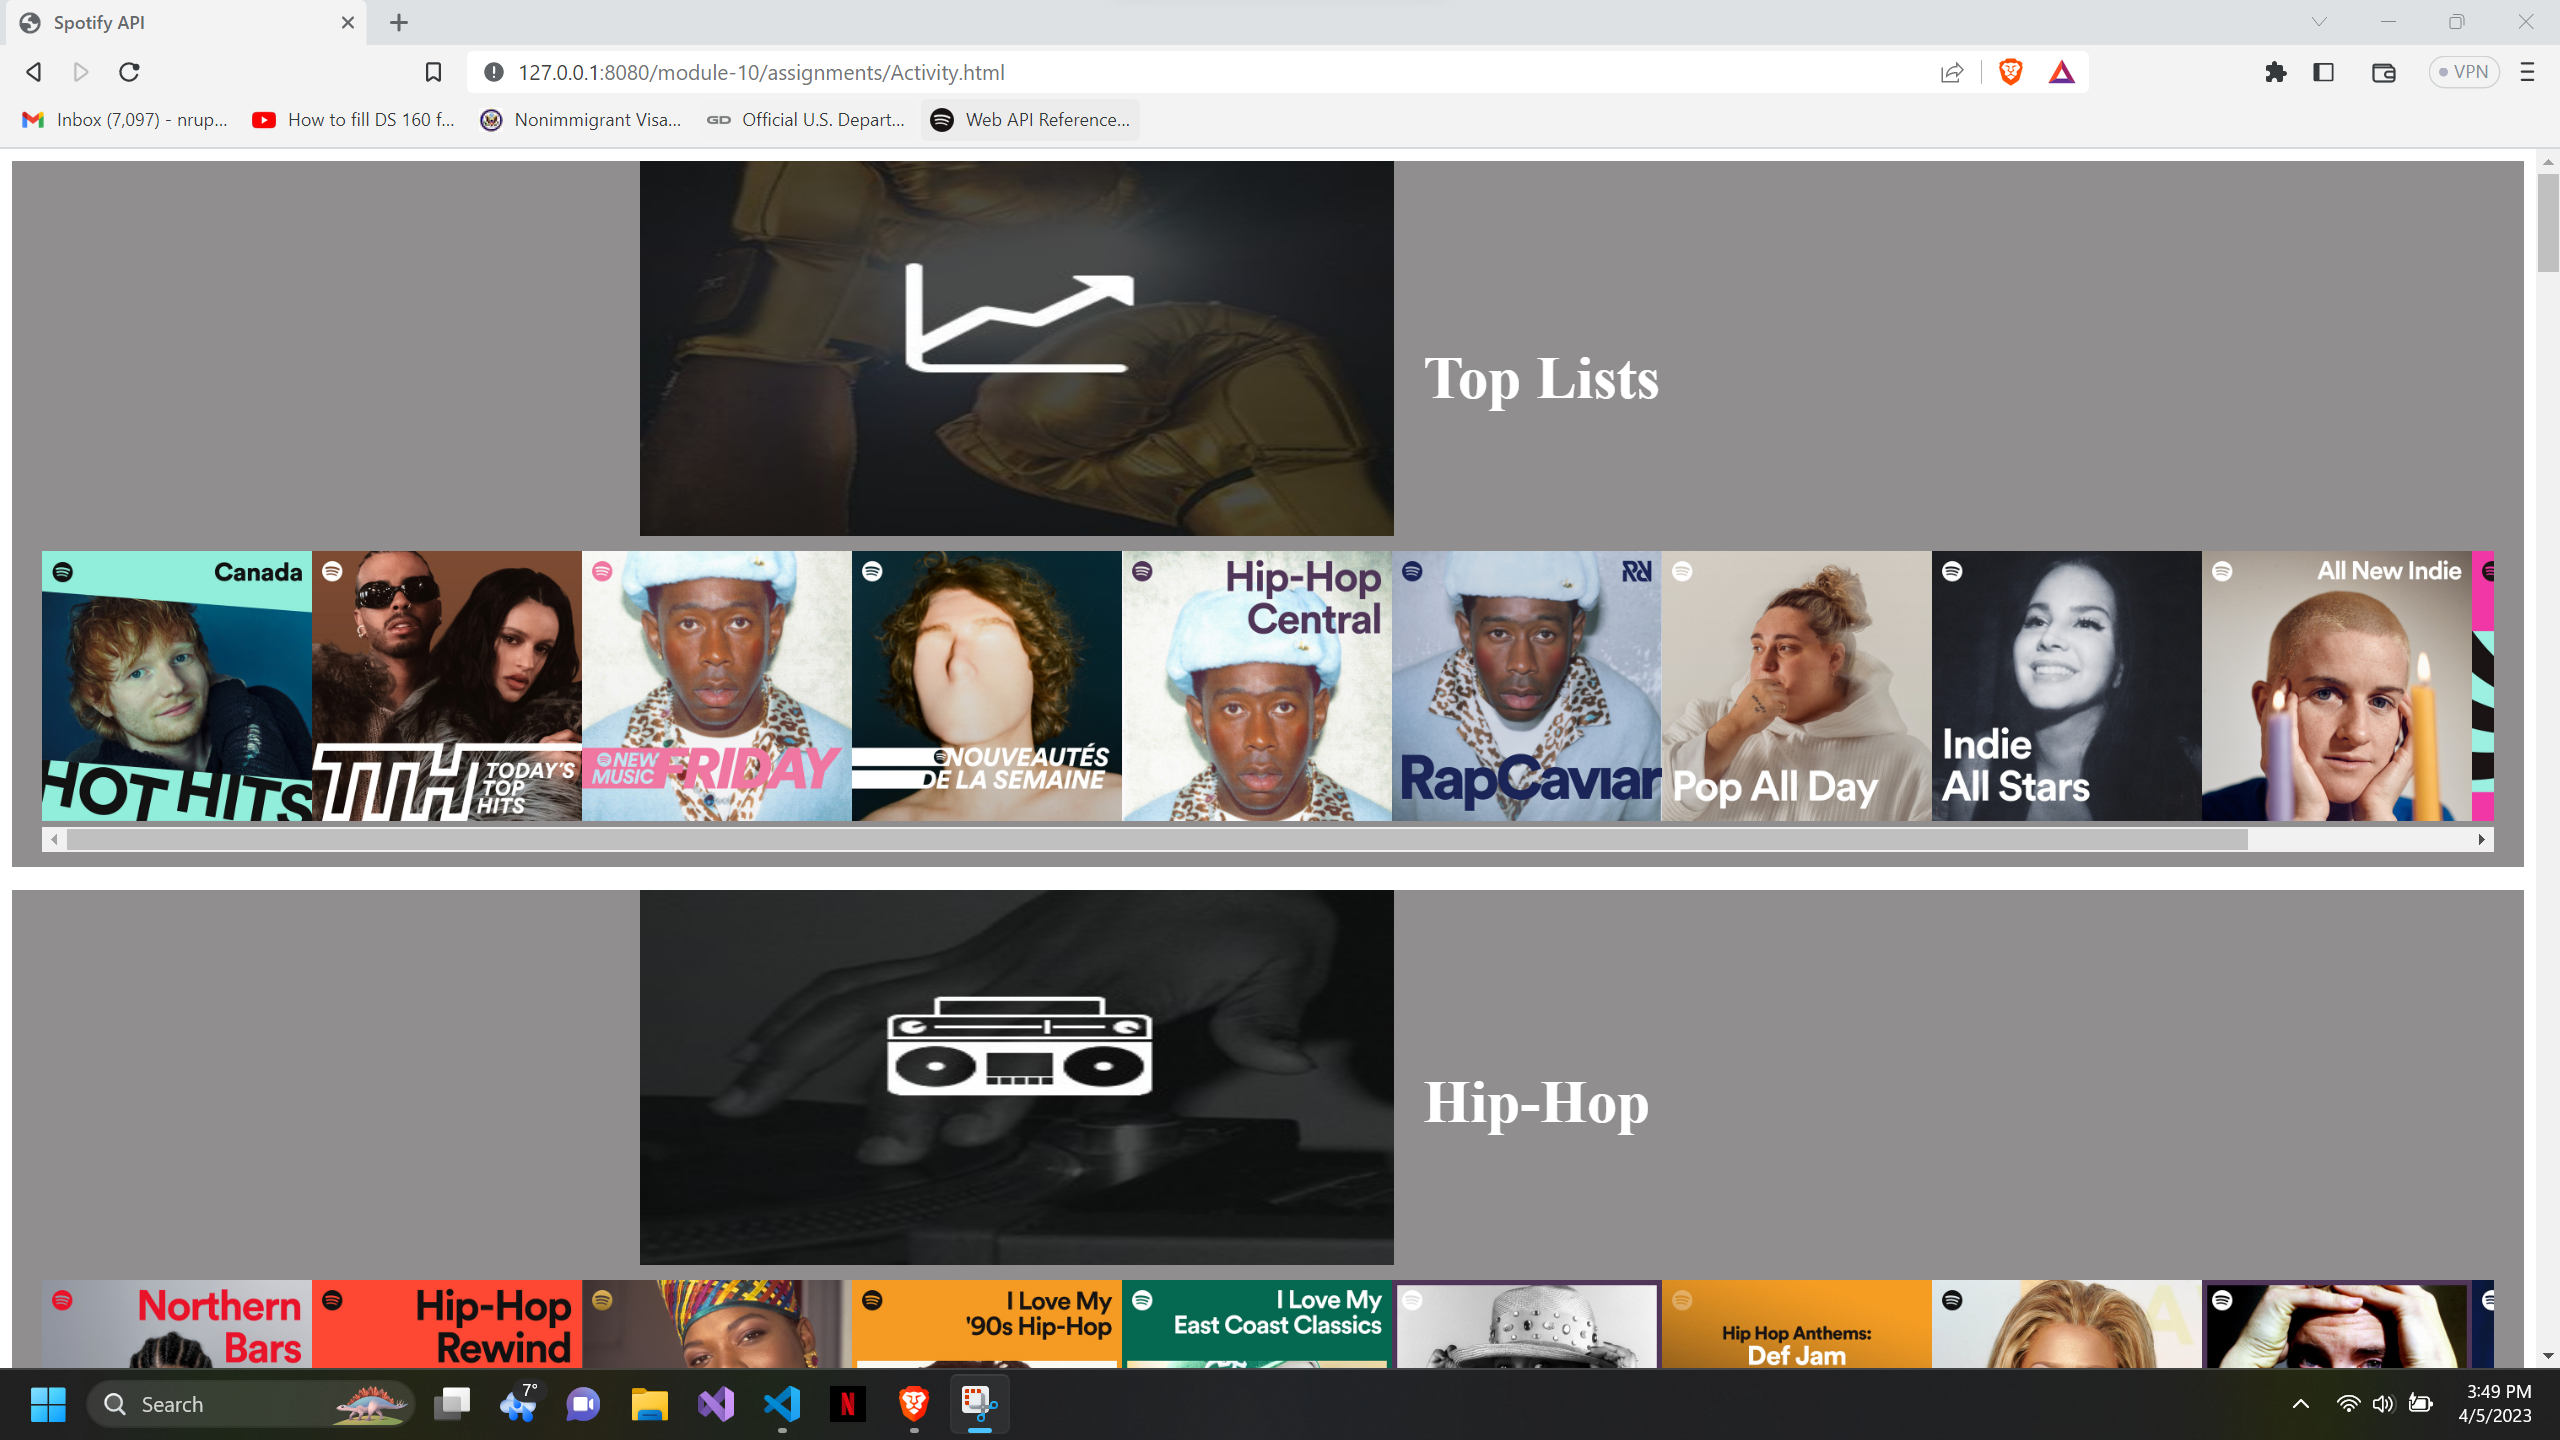 Spotify API
127.0.0.1:8080/module-10/assignments/Activity.html
VPN
Inbox (7,097) - nrup...
How to fill DS 160 f...
Nonimmigrant Visa...
GD
Official U.S. Depart...
Web API Reference...
Top Lists
Canada
HOT HITS
TTH TODAY'S
TOP
HITS
NEW
MUSIC FRIDAY
NOUVEAUTÉS
DE LA SEMAINE
Hip-Hop
Central
RapCaviar
Pop All Day
Indie
All Stars
All New Indie
Hip-Hop
Northern
Bars
Hip-Hop
Rewind
I Love My
'90s Hip-Hop
I Love My
East Coast Classics
Hip Hop Anthems:
Def Jam
Search
7°
N
3:49 PM
4/5/2023